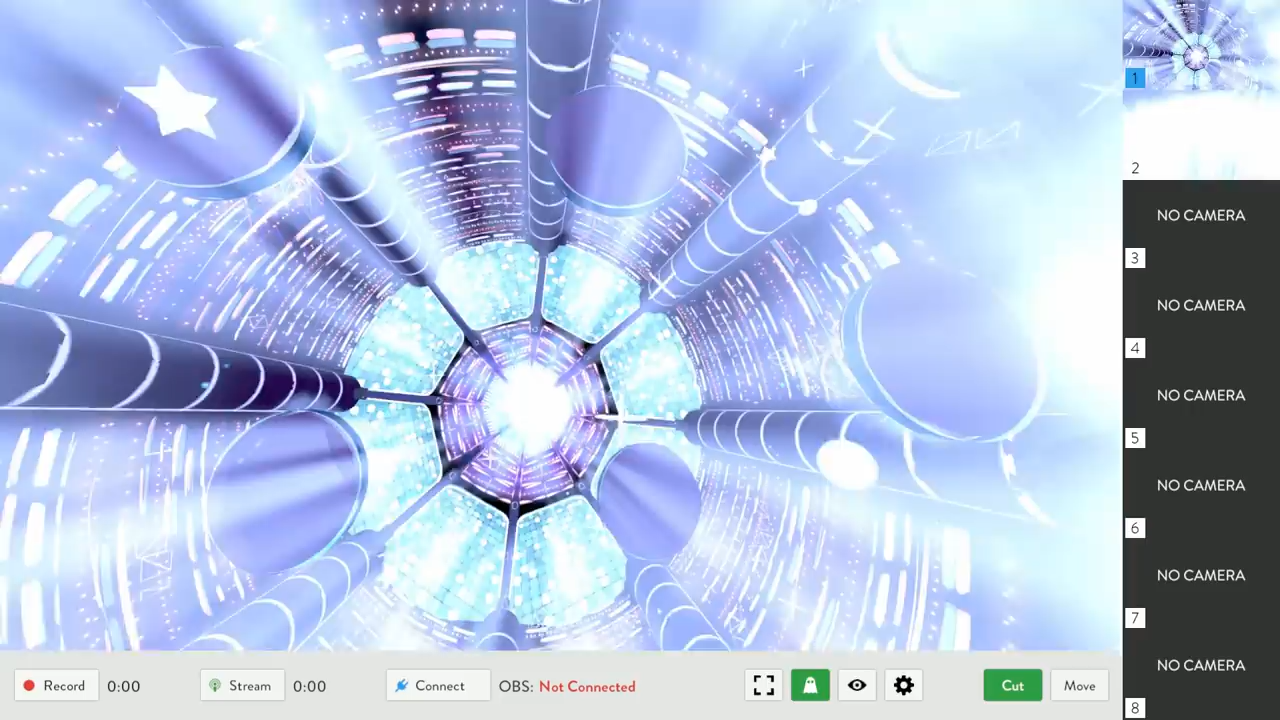 1
2
NO CAMERA
3
NO CAMERA
4
NO CAMERA
5
NO CAMERA
6
NO CAMERA
7
NO CAMERA
8
Record 0:00 Stream 0:00 Connect OBS: Not Connected Cut Move